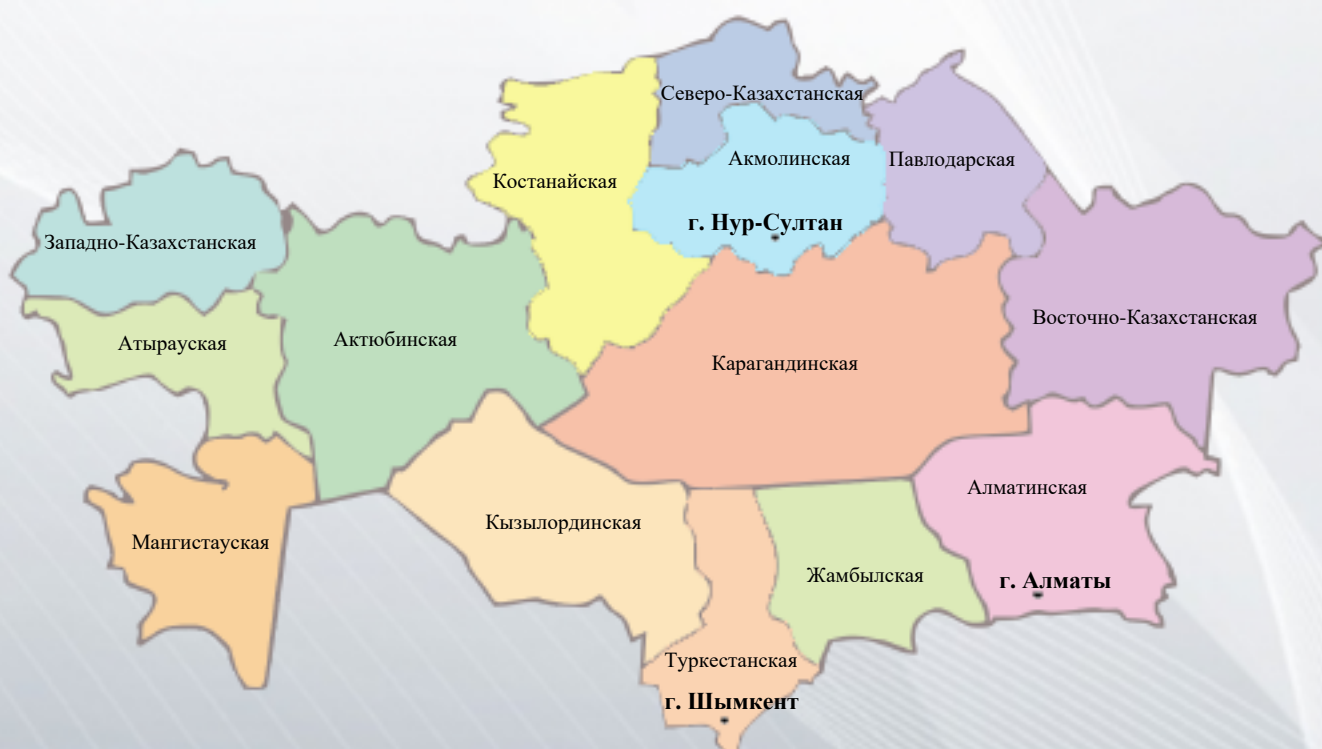 Северо-Казахстанская
Акмолинская
Павлодарская
Костанайская
г. Нур-Султан
Западно-Казахстанская
Восточно-Казахстанская
Атырауская
Актюбинская
Карагандинская
Алматинская
Кызылординская
Мангистауская
Жамбылская
г. Алматы
Туркестанская
г. Шымкент